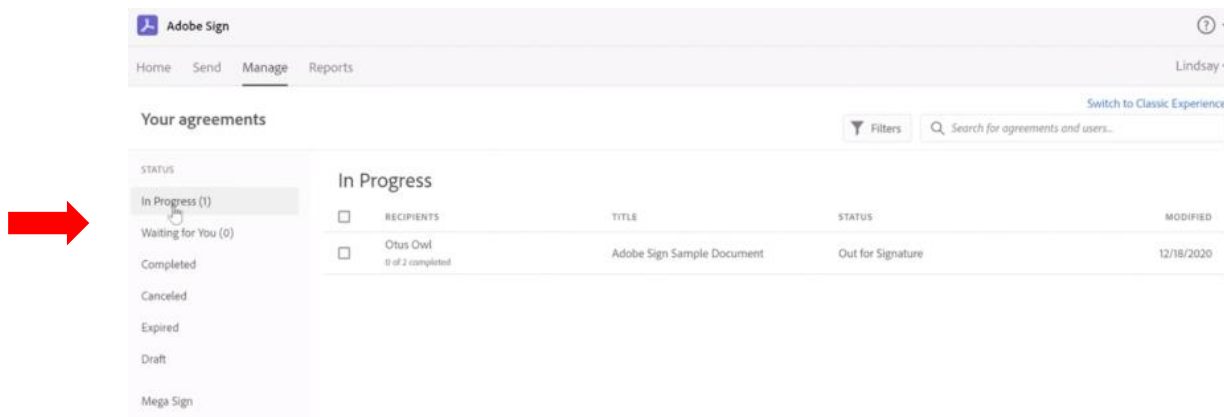 Adobe Sign
Home Send Manage Reports Lindsay
Switch to Classic Experience
Your agreements
Filters Search for agreements and users...
STATUS
In Progress (1)
Waiting for You (0)
Completed
Canceled
Expired
Draft
Mega Sign
In Progress
RECIPIENTS TITLE STATUS MODIFIED
Otus Owl Adobe Sign Sample Document Out for Signature 12/18/2020
0 of 2 completed